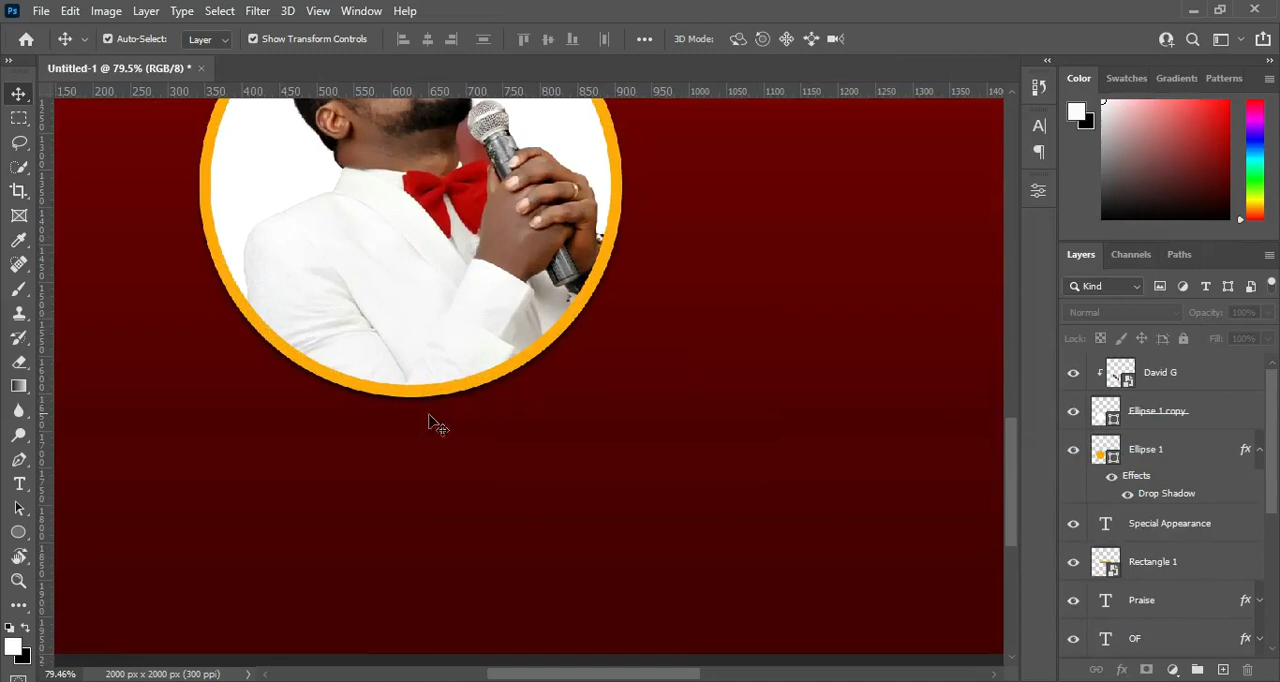 Ps File Edit Image Layer Type Select Filter 3D View Window Help
Auto-Select: Layer Show Transform Controls ••• 3D Mode:
Untitled-1 @ 79.5% (RGB/8) * ×
150 200 250 300 350 400 450 500 550 600 650 700 750 800 850 900 950 1000 1050 1100 1150 1200 1250 1300 1350
Color Swatches Gradients Patterns
Layers Channels Paths
Kind
Normal Opacity: 100%
Lock: Fill: 100%
David G
Ellipse 1 copy
Ellipse 1 fx
Effects
Drop Shadow
T Special Appearance
Rectangle 1
T Praise fx
T OF fx
79.46% 2000 px x 2000 px (300 ppi)